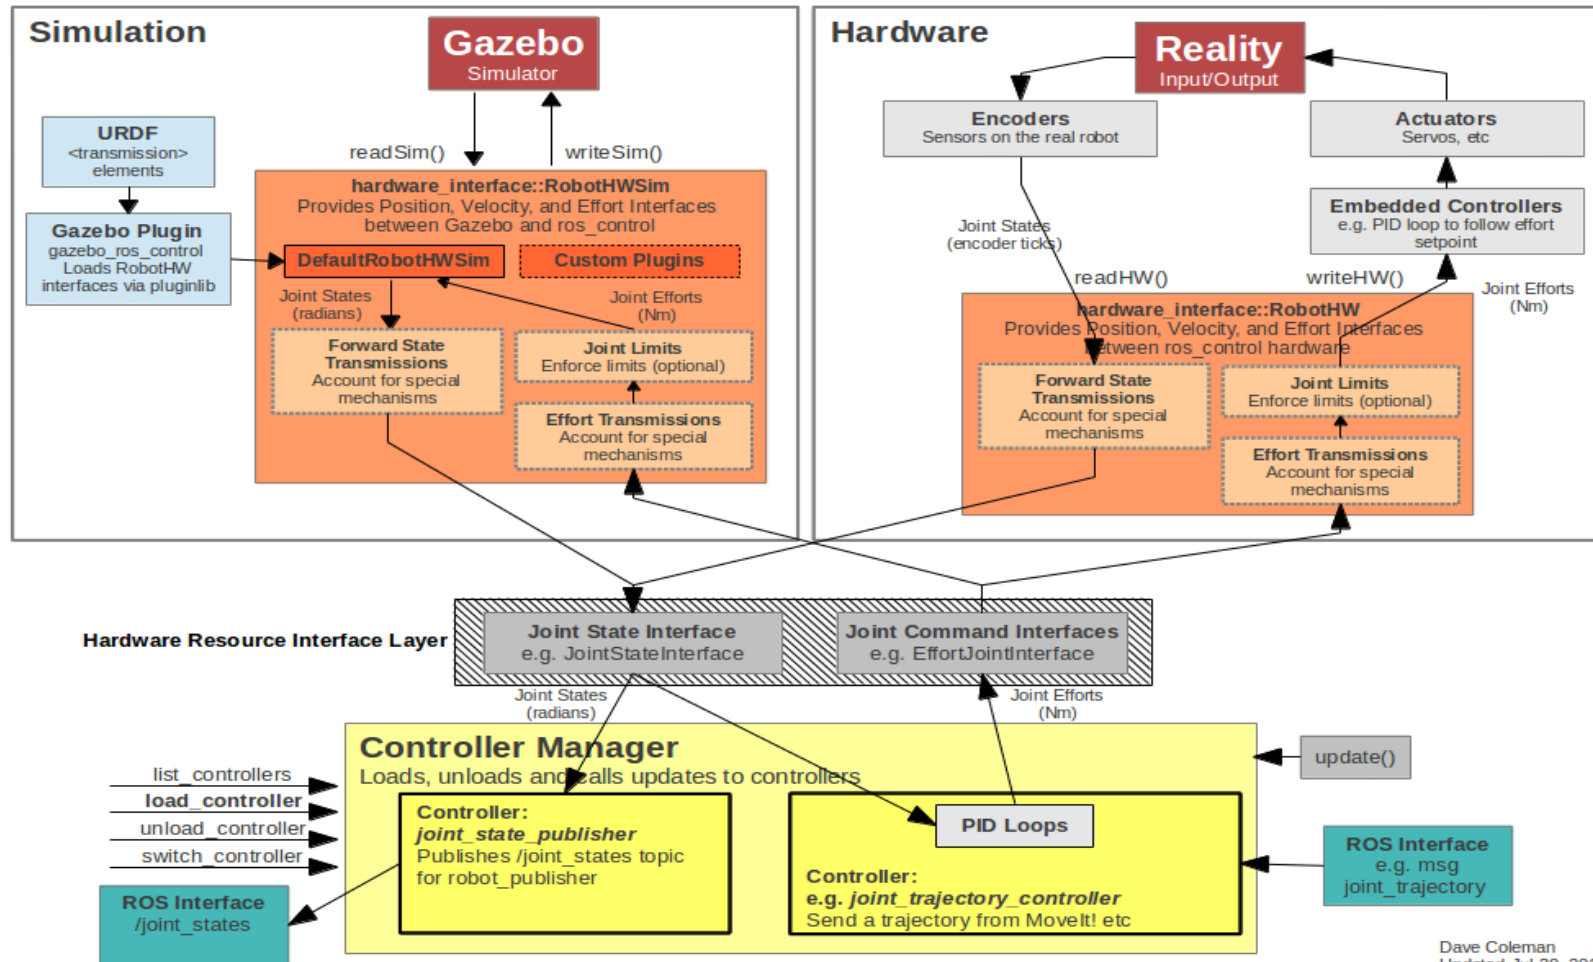 Simulation
Gazebo
Simulator
readSim()
writeSim()
URDF
<transmission>
elements
Gazebo Plugin
gazebo_ros_control
Loads RobotHW
interfaces via pluginlib
hardware_interface::RobotHWSim
Provides Position, Velocity, and Effort Interfaces
between Gazebo and ros_control
DefaultRobotHWSim
Custom Plugins
Joint States
(radians)
Joint Efforts
(Nm)
Forward State
Transmissions
Account for special
mechanisms
Joint Limits
Enforce limits (optional)
Effort Transmissions
Account for special
mechanisms
Hardware
Reality
Input/Output
Encoders
Sensors on the real robot
Actuators
Servos, etc
Embedded Controllers
e.g. PID loop to follow effort
setpoint
Joint States
(encoder ticks)
readHW()
writeHW()
Joint Efforts
(Nm)
hardware_interface::RobotHW
Provides Position, Velocity, and Effort Interfaces
between ros_control hardware
Forward State
Transmissions
Account for special
mechanisms
Joint Limits
Enforce limits (optional)
Effort Transmissions
Account for special
mechanisms
Hardware Resource Interface Layer
Joint State Interface
e.g. JointStateInterface
Joint Command Interfaces
e.g. EffortJointInterface
Joint States
(radians)
Joint Efforts
(Nm)
Controller Manager
Loads, unloads and calls updates to controllers
update()
list_controllers
load_controller
unload_controller
switch_controller
Controller:
joint_state_publisher
Publishes /joint_states topic
for robot_publisher
PID Loops
Controller:
e.g. joint_trajectory_controller
Send a trajectory from MoveIt! etc
ROS Interface
e.g. msg
joint_trajectory
ROS Interface
/joint_states
Dave Coleman